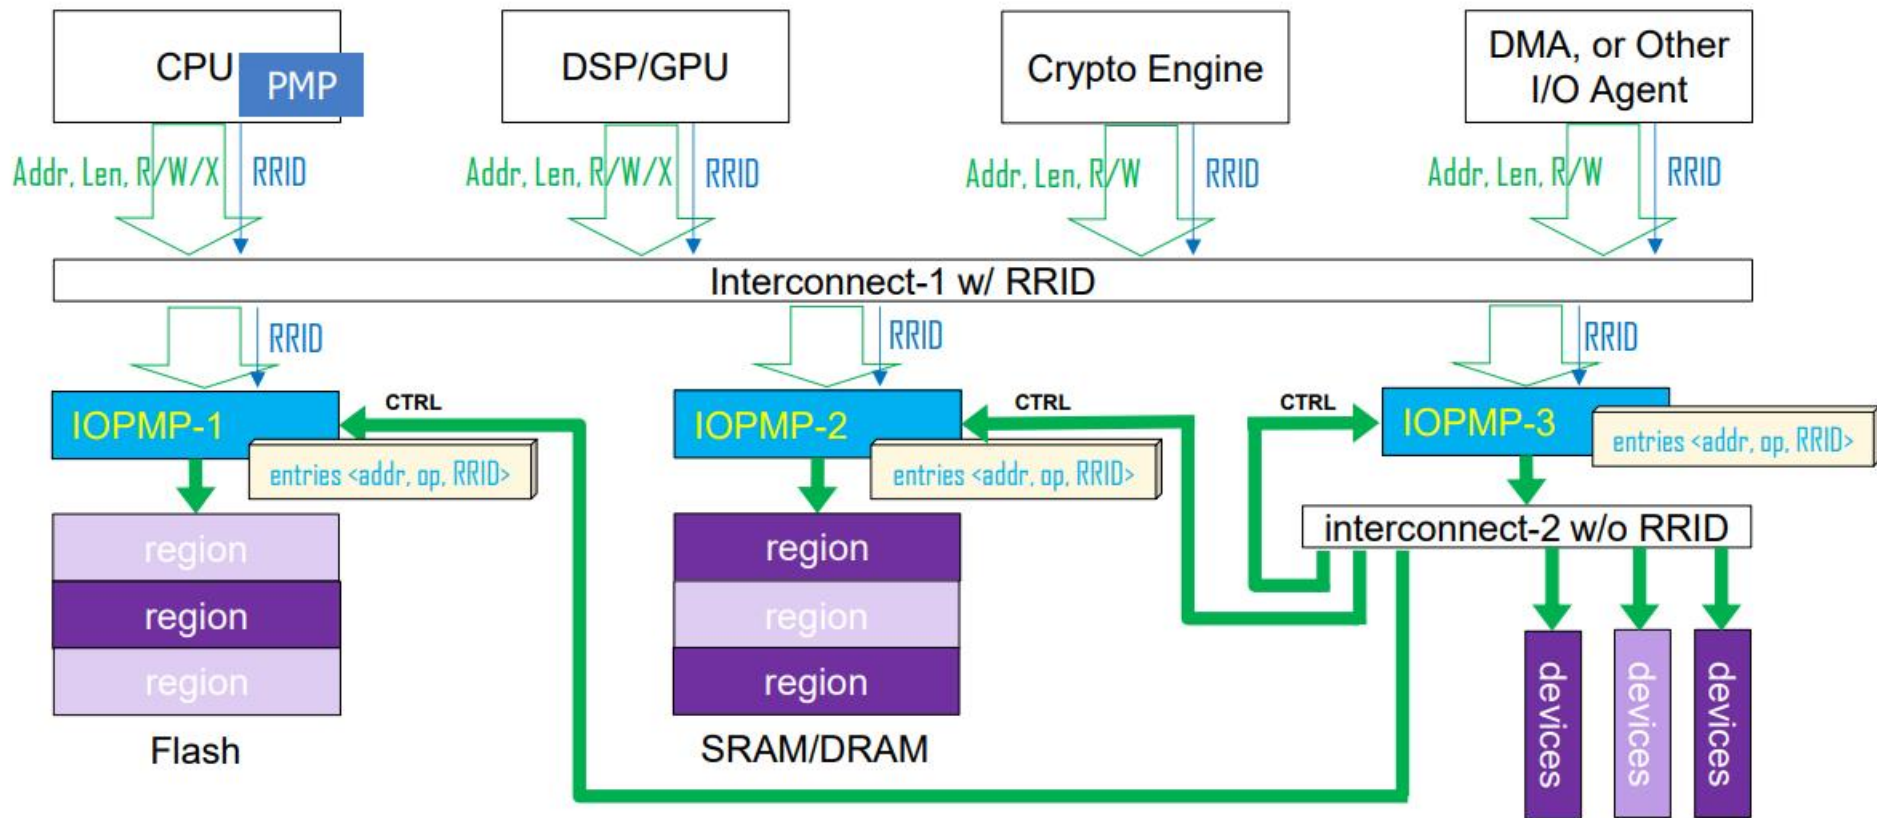 CPU
PMP
DSP/GPU
Crypto Engine
DMA, or Other
I/O Agent
Addr, Len, R/W/X
RRID
Addr, Len, R/W/X
RRID
Addr, Len, R/W
RRID
Addr, Len, R/W
RRID
Interconnect-1 w/ RRID
RRID
RRID
RRID
IOPMP-1
CTRL
entries <addr, op, RRID>
IOPMP-2
CTRL
entries <addr, op, RRID>
CTRL
IOPMP-3
entries <addr, op, RRID>
interconnect-2 w/o RRID
region
region
region
Flash
region
region
region
SRAM/DRAM
devices
devices
devices